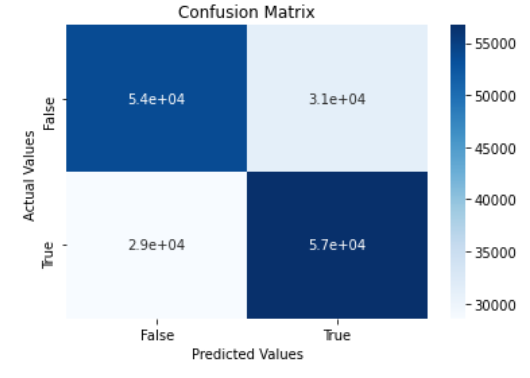 Confusion Matrix
Actual Values
False
True
5.4e+04 3.1e+04
2.9e+04 5.7e+04
False True
Predicted Values
55000
50000
45000
40000
35000
30000